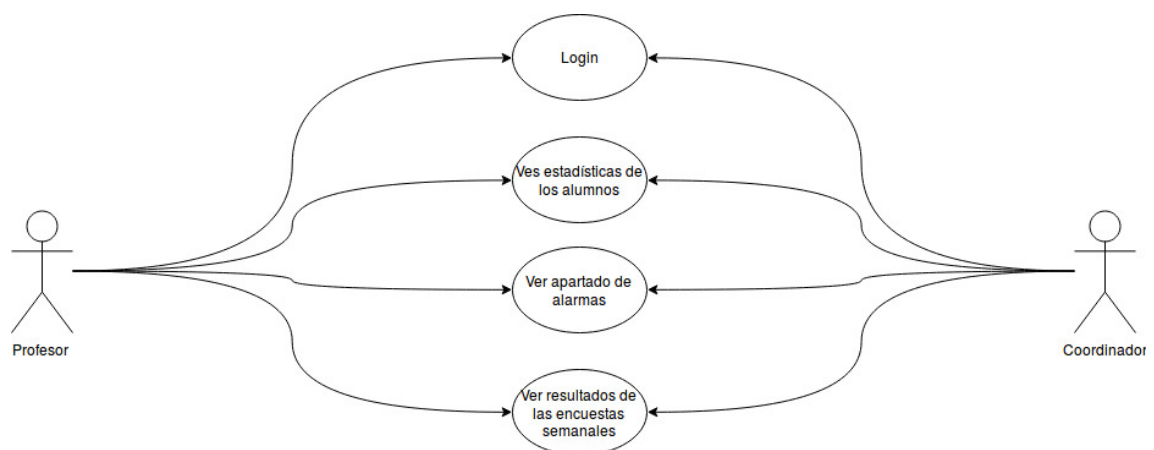 Login
Ves estadísticas de
los alumnos
Ver apartado de
alarmas
Profesor
Coordinador
Ver resultados de
las encuestas
semanales